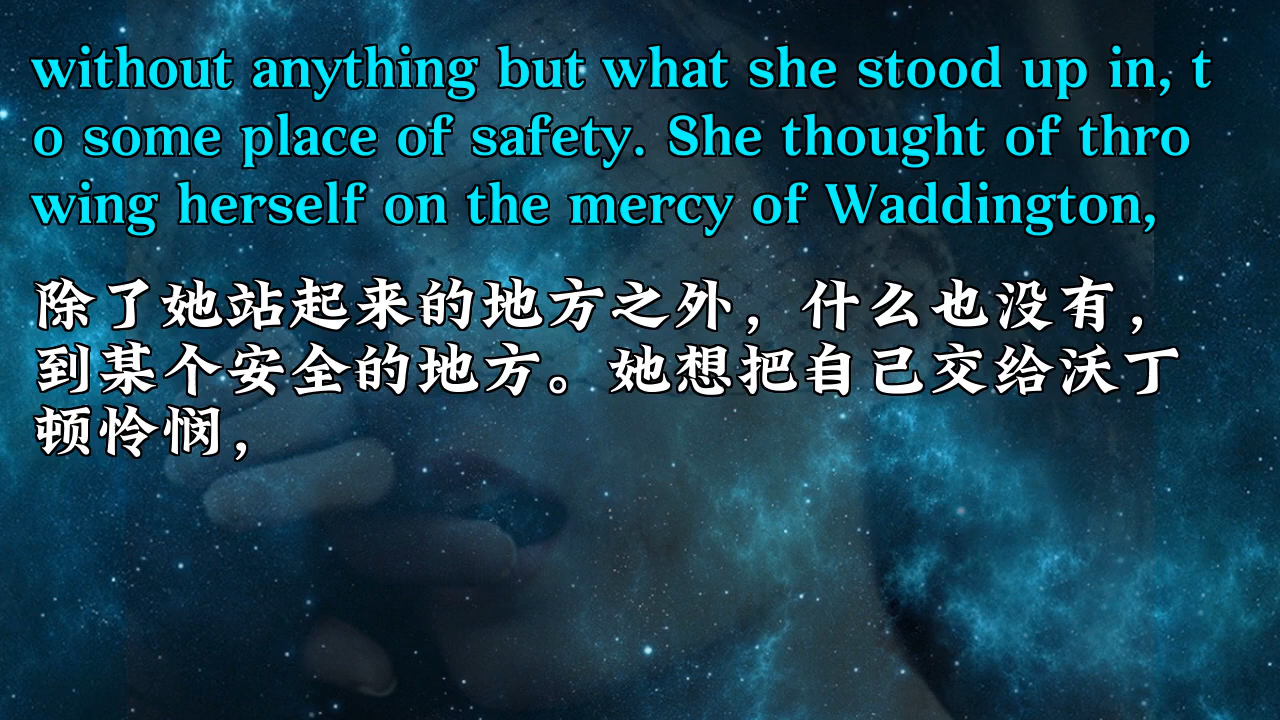 without anything but what she stood up in, t
o some place of safety. She thought of thro
wing herself on the mercy of Waddington,
除了她站起来的地方之外，什么也没有，
到某个安全的地方。她想把自己交给沃丁
顿怜悯，